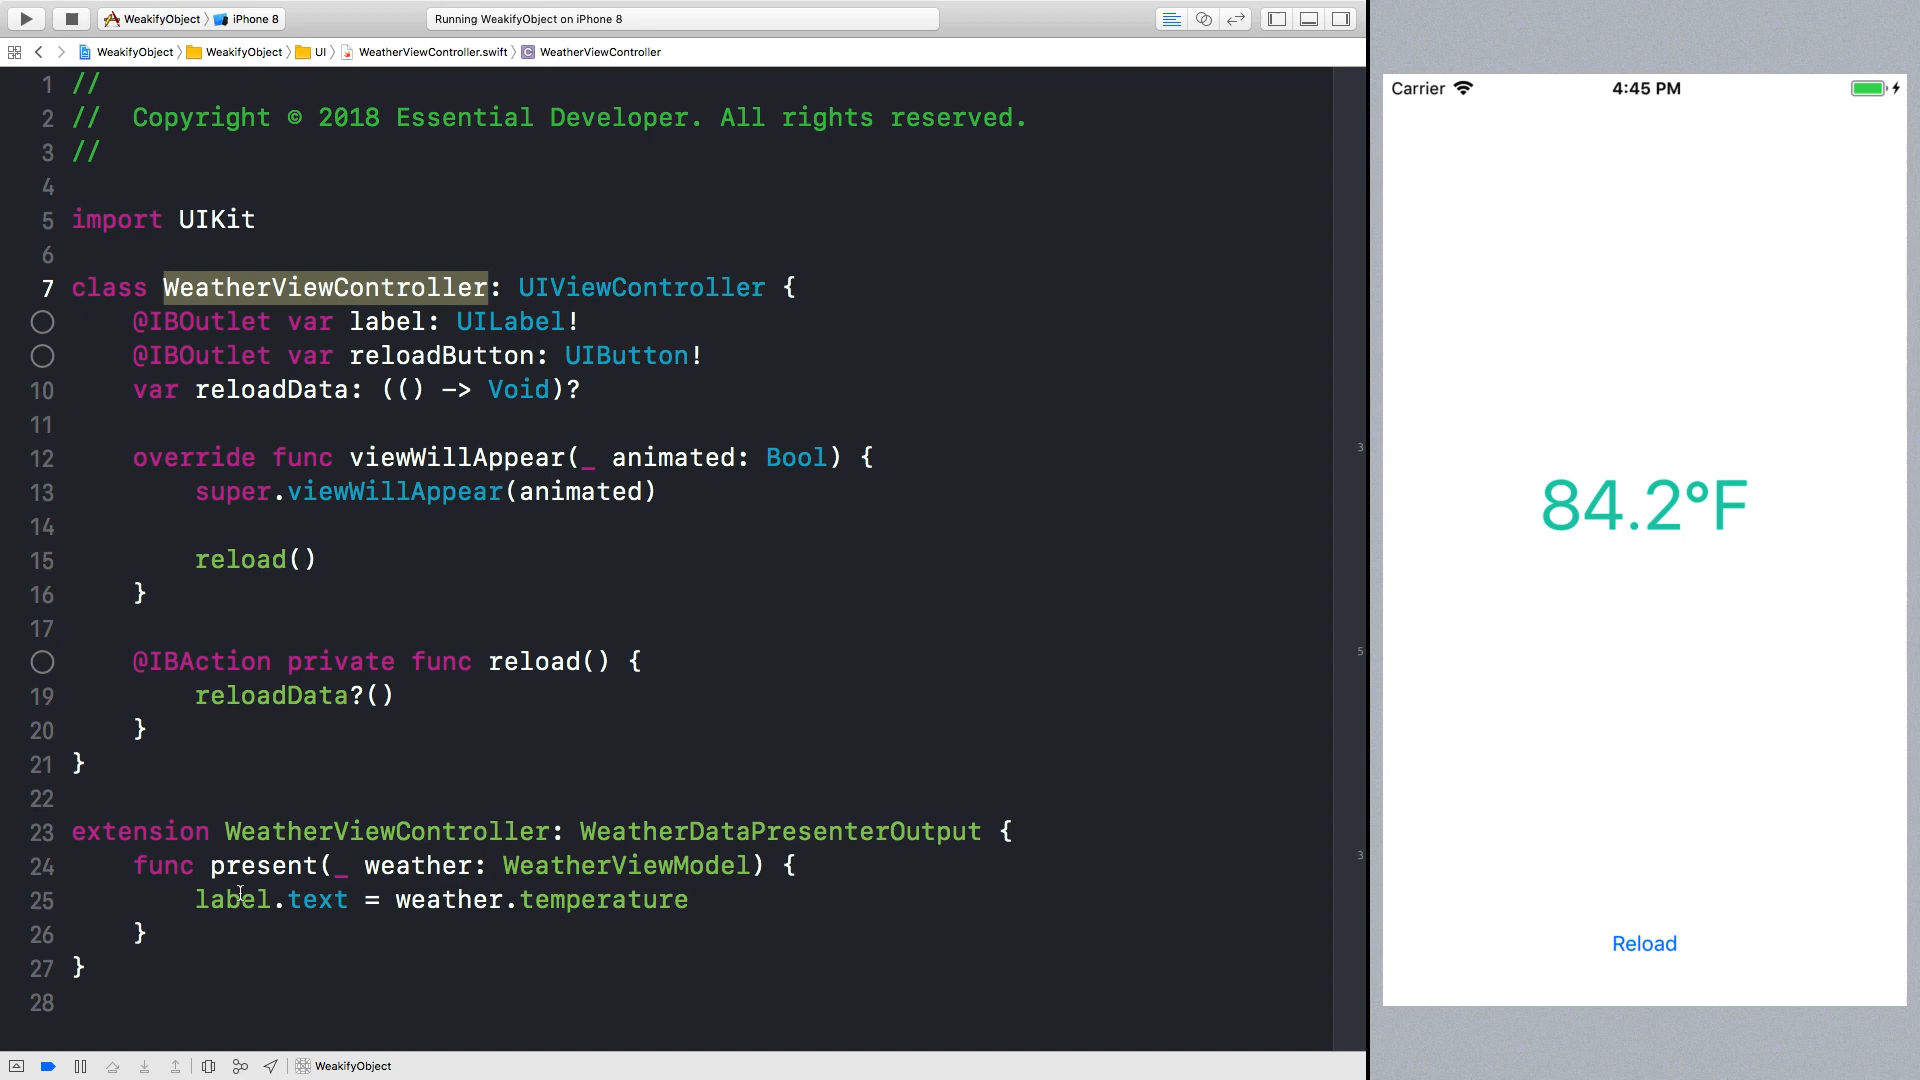 WeakifyObject iPhone 8
Running WeakifyObject on iPhone 8
WeakifyObject WeakifyObject UI WeatherViewController.swift C WeatherViewController
1 //
2 //  Copyright © 2018 Essential Developer. All rights reserved.
3 //
4
5 import UIKit
6
7 class WeatherViewController: UIViewController {
@IBOutlet var label: UILabel!
@IBOutlet var reloadButton: UIButton!
10 var reloadData: (() -> Void)?
11
12 override func viewWillAppear(_ animated: Bool) {
13 super.viewWillAppear(animated)
14
15 reload()
16 }
17
@IBAction private func reload() {
19 reloadData?()
20 }
21 }
22
23 extension WeatherViewController: WeatherDataPresenterOutput {
24 func present(_ weather: WeatherViewModel) {
25 label.text = weather.temperature
26 }
27 }
28
3
5
3
WeakifyObject
Carrier 4:45 PM
84.2°F
Reload